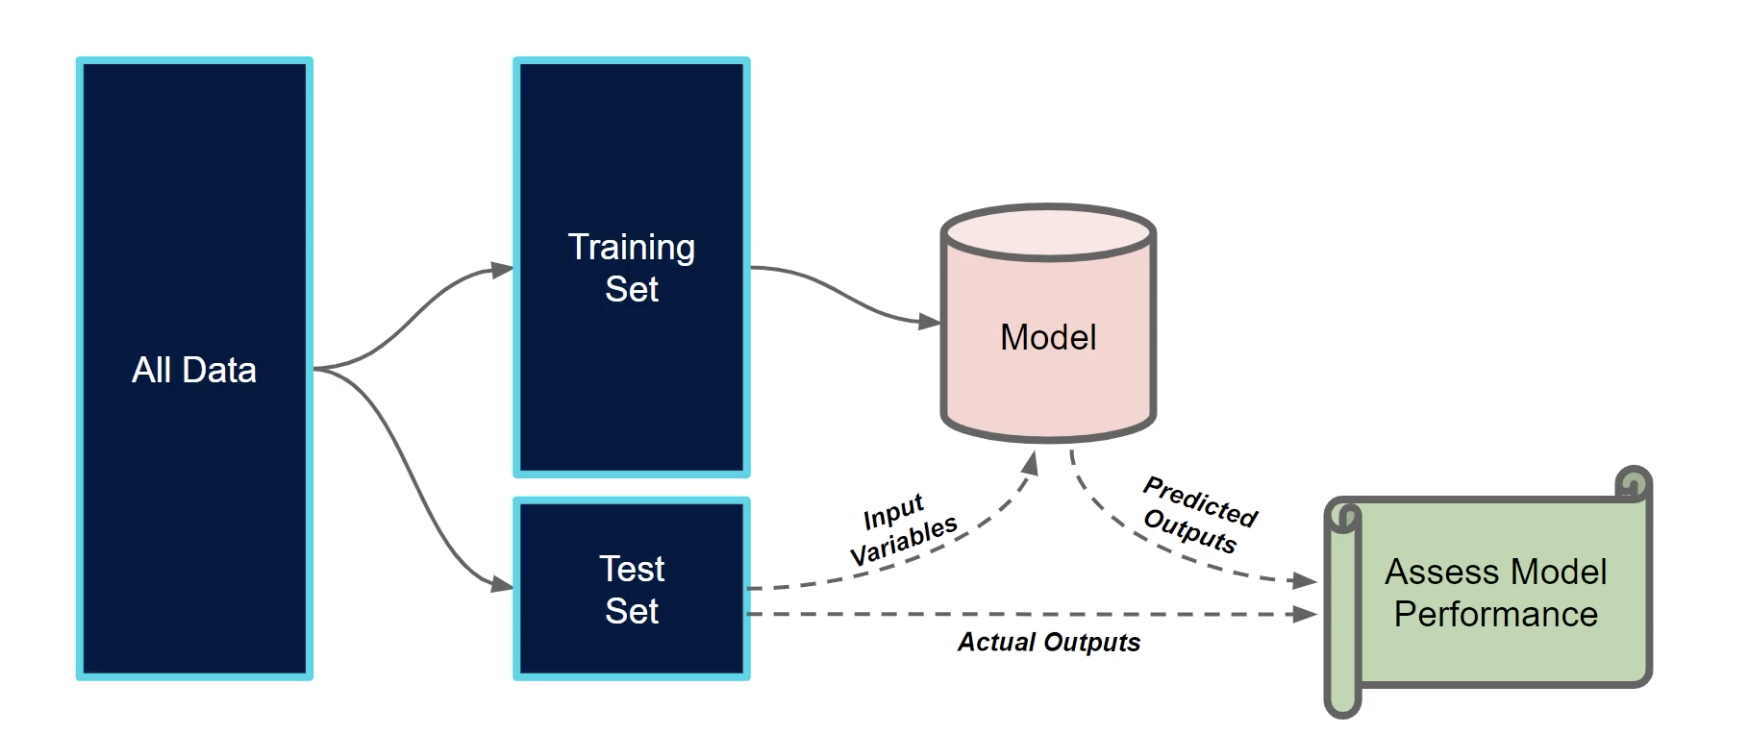 All Data
Training
Set
Test
Set
Model
Input
Variables
Predicted
Outputs
Actual Outputs
Assess Model
Performance